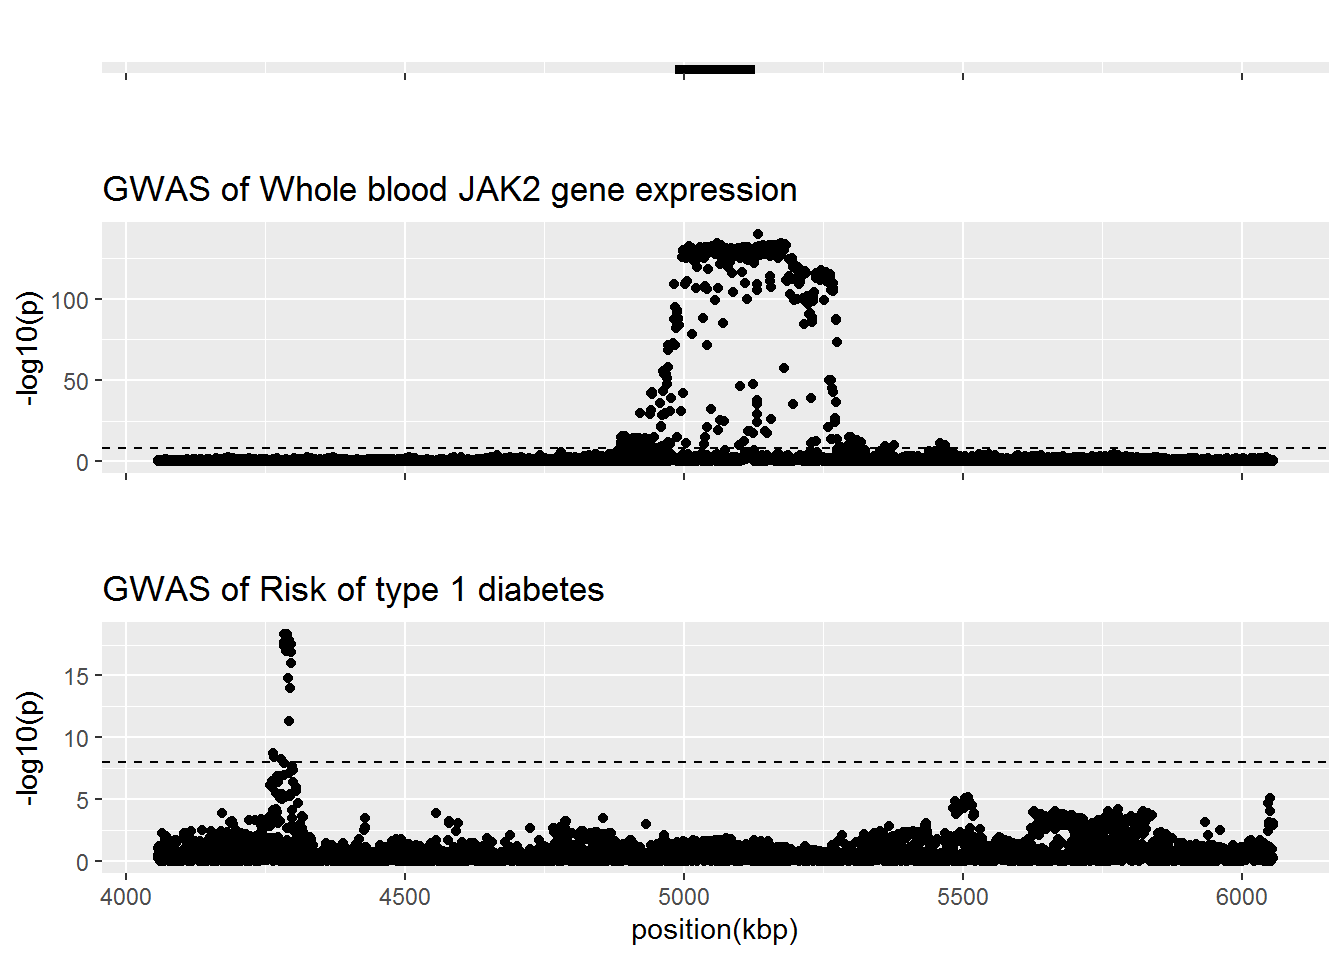 GWAS of Whole blood JAK2 gene expression
-log10(p)
100
50
0
GWAS of Risk of type 1 diabetes
-log10(p)
15
10
5
0
4000 4500 5000 5500 6000
position(kbp)